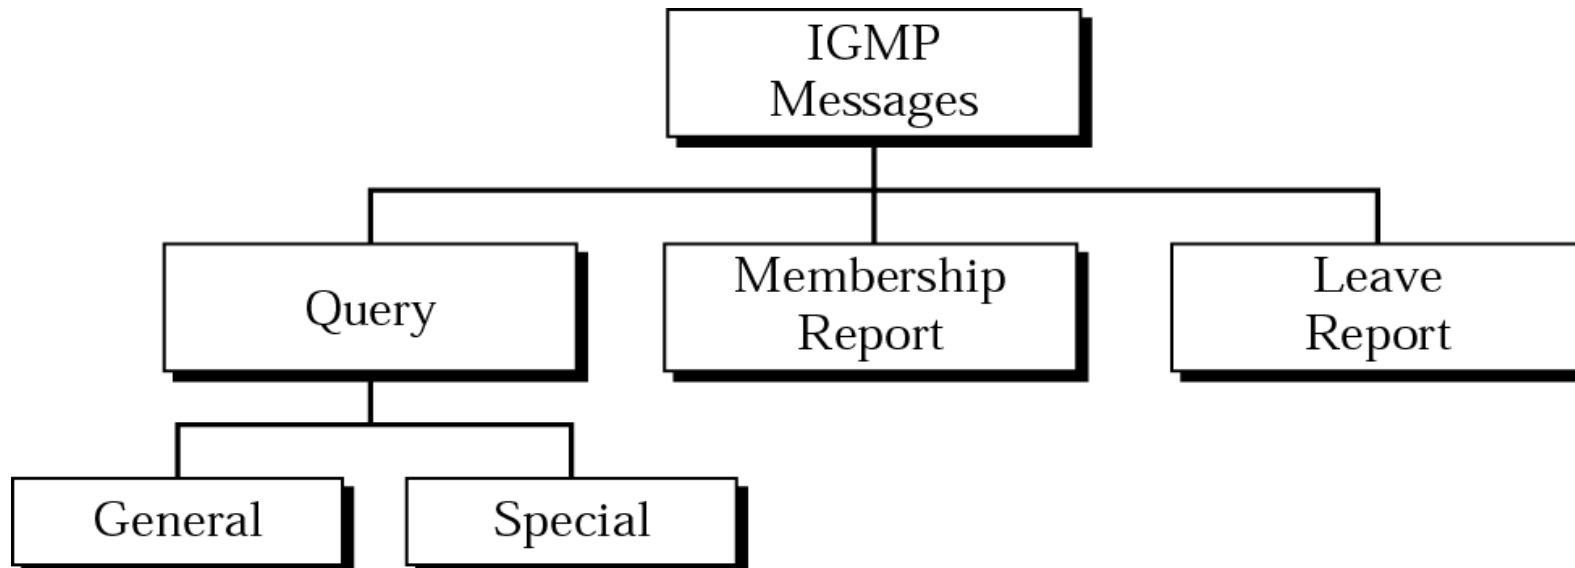 IGMP
Messages
Query
Membership
Report
Leave
Report
General
Special